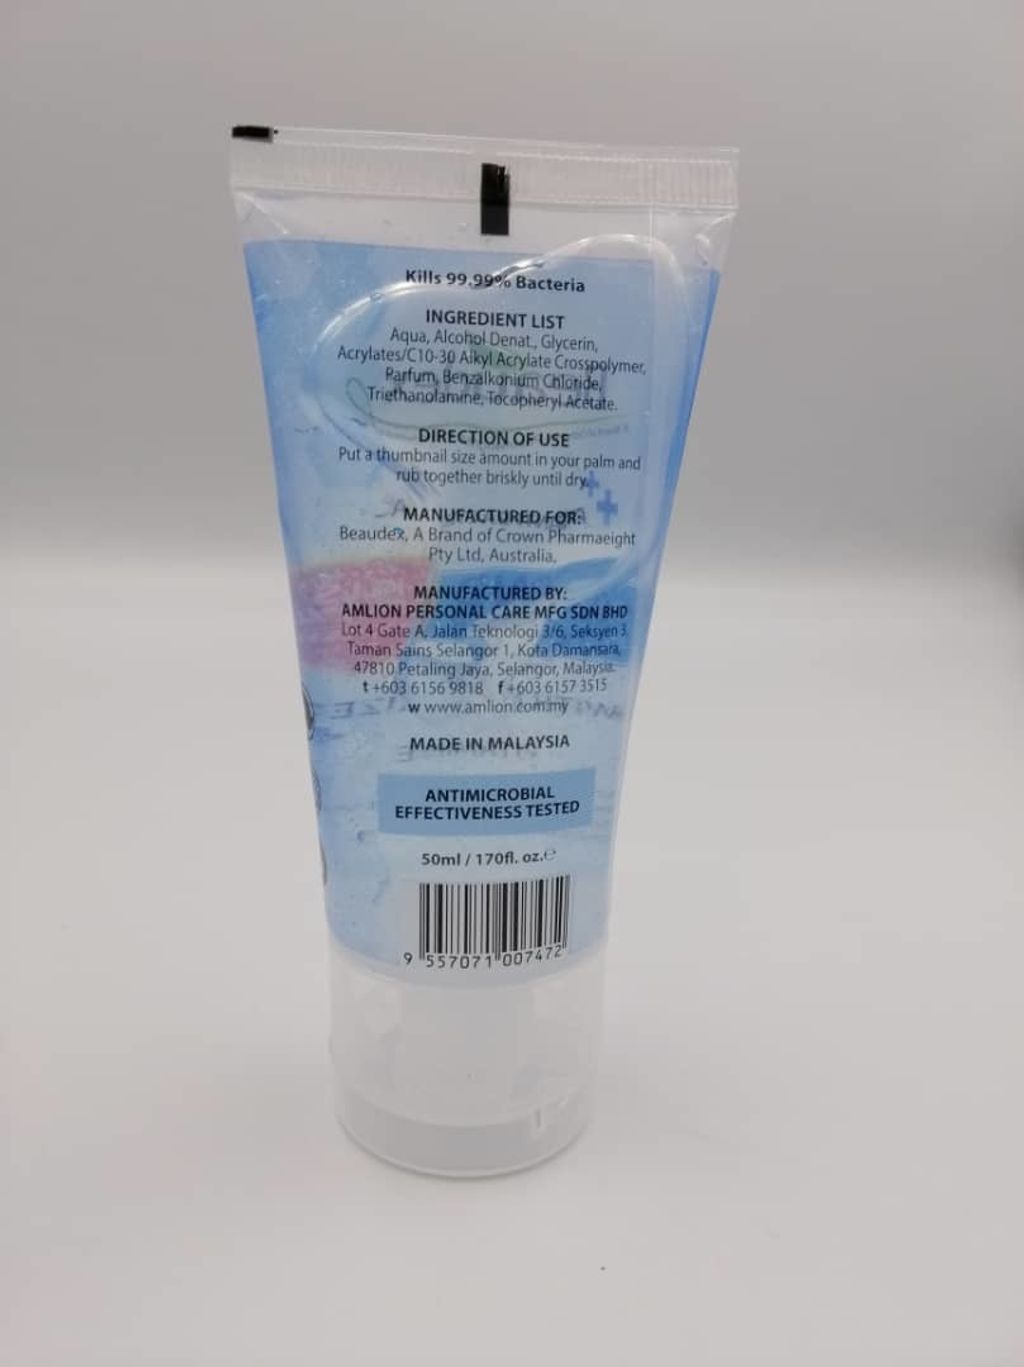 Kills 99.99% Bacteria
INGREDIENT LIST
Aqua, Alcohol Denat., Glycerin,
Acrylates/C10-30 Alkyl Acrylate Crosspolymer,
Parfum, Benzalkonium Chloride,
Triethanolamine, Tocopheryl Acetate.
DIRECTION OF USE
Put a thumbnail size amount in your palm and
rub together briskly until dry.
MANUFACTURED FOR:
Beaudex, A Brand of Crown Pharmaeight
Pty Ltd, Australia.
MANUFACTURED BY:
AMLION PERSONAL CARE MFG SDN BHD
Lot 4 Gate A, Jalan Teknologi 3/6, Seksyen 3,
Taman Sains Selangor 1, Kota Damansara,
47810 Petaling Jaya, Selangor, Malaysia.
t +603 6156 9818 f +603 6157 3515
w www.amlion.com.my
MADE IN MALAYSIA
ANTIMICROBIAL
EFFECTIVENESS TESTED
50ml / 170fl. oz.℮
9 557071 007472